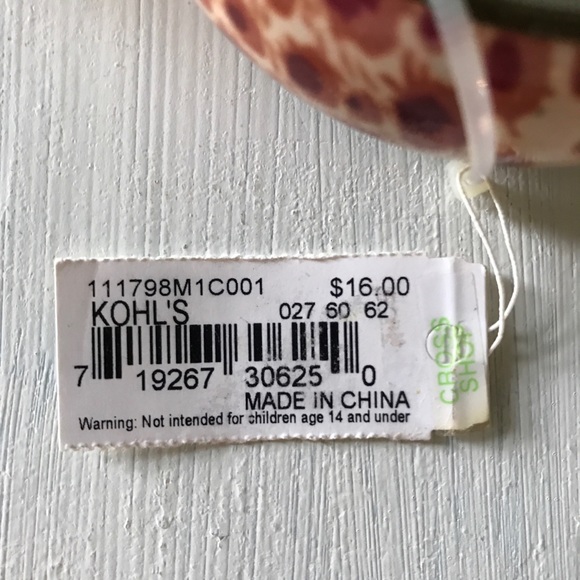 111798M1C001 $16.00
KOHL'S 027 60 62
7 19267 30625 0
MADE IN CHINA
Warning: Not intended for children age 14 and under
CROSS
SHOP